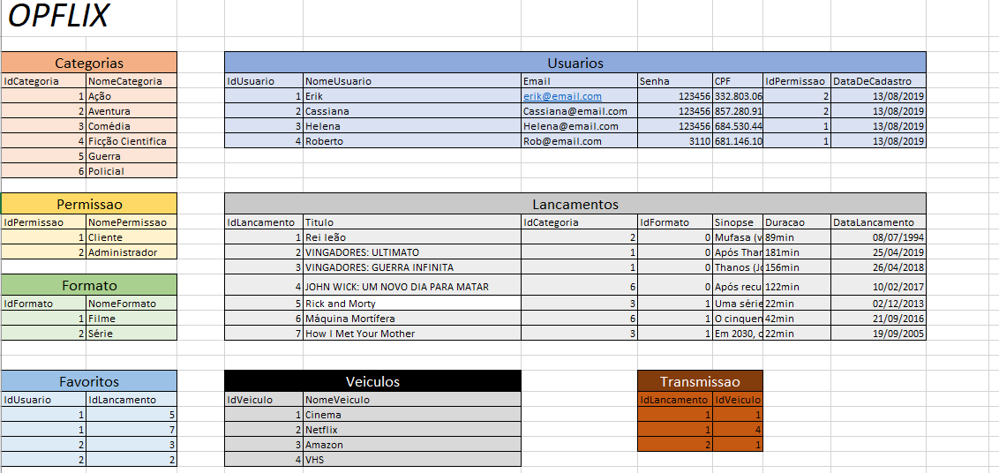 OPFLIX
Categorias
IdCategoria NomeCategoria
1 Ação
2 Aventura
3 Comédia
4 Ficção Cientifica
5 Guerra
6 Policial
Usuarios
IdUsuario NomeUsuario Email Senha CPF IdPermissao DataDeCadastro
1 Erik erik@email.com 123456 332.803.06 2 13/08/2019
2 Cassiana Cassiana@email.com 123456 857.280.91 2 13/08/2019
3 Helena Helena@email.com 123456 684.530.44 1 13/08/2019
4 Roberto Rob@email.com 3110 681.146.10 1 13/08/2019
Permissao
IdPermissao NomePermissao
1 Cliente
2 Administrador
Lancamentos
IdLancamento Titulo IdCategoria IdFormato Sinopse Duracao DataLancamento
1 Rei leão 2 0 Mufasa (v 89min 08/07/1994
2 VINGADORES: ULTIMATO 1 0 Após Than 181min 25/04/2019
3 VINGADORES: GUERRA INFINITA 1 0 Thanos (Jo 156min 26/04/2018
4 JOHN WICK: UM NOVO DIA PARA MATAR 6 0 Após recu 122min 10/02/2017
5 Rick and Morty 3 1 Uma série 22min 02/12/2013
6 Máquina Mortífera 6 1 O cinquen 42min 21/09/2016
7 How I Met Your Mother 3 1 Em 2030, o 22min 19/09/2005
Formato
IdFormato NomeFormato
1 Filme
2 Série
Favoritos
IdUsuario IdLancamento
1 5
1 7
2 3
2 2
Veiculos
IdVeiculo NomeVeiculo
1 Cinema
2 Netflix
3 Amazon
4 VHS
Transmissao
IdLancamento IdVeiculo
1 1
1 4
2 1